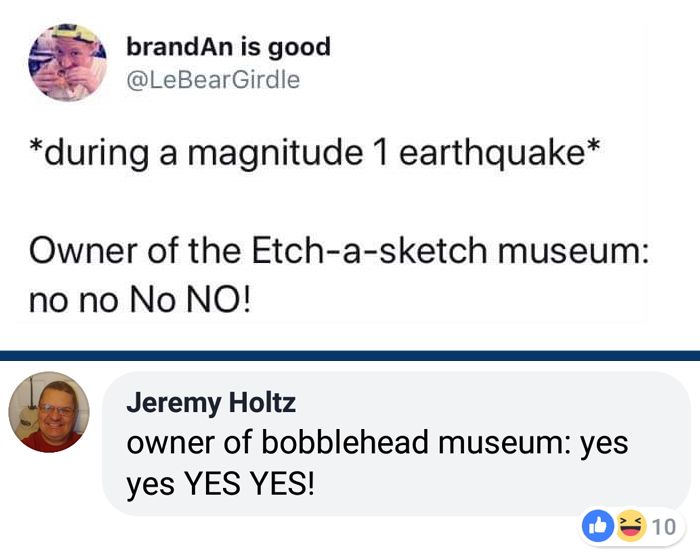 brandAn is good
@LeBearGirdle
*during a magnitude 1 earthquake*
Owner of the Etch-a-sketch museum:
no no No NO!
Jeremy Holtz
owner of bobblehead museum: yes
yes YES YES!
10